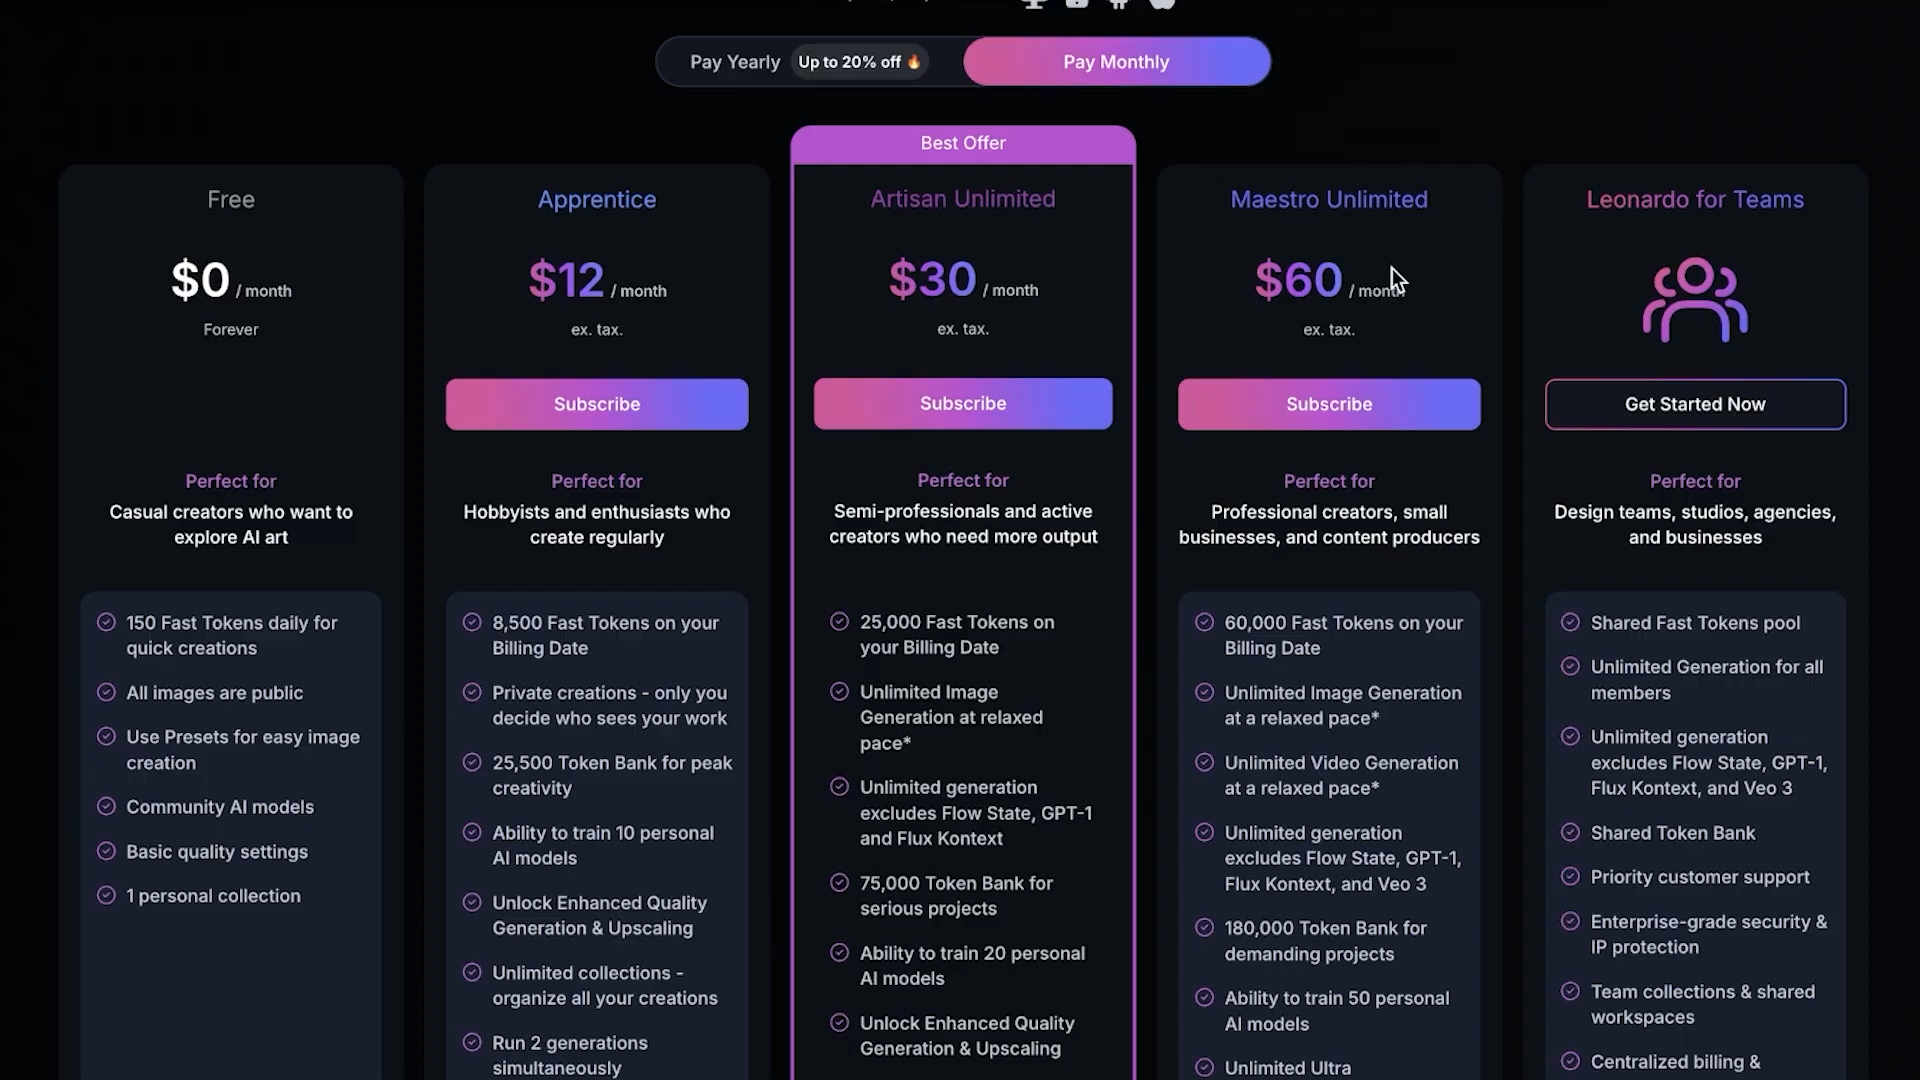 Pay Yearly Up to 20% off 🔥 Pay Monthly
Best Offer
Free
$0 / month
Forever
Perfect for
Casual creators who want to
explore AI art
150 Fast Tokens daily for
quick creations
All images are public
Use Presets for easy image
creation
Community AI models
Basic quality settings
1 personal collection
Apprentice
$12 / month
ex. tax.
Subscribe
Perfect for
Hobbyists and enthusiasts who
create regularly
8,500 Fast Tokens on your
Billing Date
Private creations - only you
decide who sees your work
25,500 Token Bank for peak
creativity
Ability to train 10 personal
AI models
Unlock Enhanced Quality
Generation & Upscaling
Unlimited collections -
organize all your creations
Run 2 generations
simultaneously
Artisan Unlimited
$30 / month
ex. tax.
Subscribe
Perfect for
Semi-professionals and active
creators who need more output
25,000 Fast Tokens on
your Billing Date
Unlimited Image
Generation at relaxed
pace*
Unlimited generation
excludes Flow State, GPT-1
and Flux Kontext
75,000 Token Bank for
serious projects
Ability to train 20 personal
AI models
Unlock Enhanced Quality
Generation & Upscaling
Maestro Unlimited
$60 / month
ex. tax.
Subscribe
Perfect for
Professional creators, small
businesses, and content producers
60,000 Fast Tokens on your
Billing Date
Unlimited Image Generation
at a relaxed pace*
Unlimited Video Generation
at a relaxed pace*
Unlimited generation
excludes Flow State, GPT-1,
Flux Kontext, and Veo 3
180,000 Token Bank for
demanding projects
Ability to train 50 personal
AI models
Unlimited Ultra
Leonardo for Teams
Get Started Now
Perfect for
Design teams, studios, agencies,
and businesses
Shared Fast Tokens pool
Unlimited Generation for all
members
Unlimited generation
excludes Flow State, GPT-1,
Flux Kontext, and Veo 3
Shared Token Bank
Priority customer support
Enterprise-grade security &
IP protection
Team collections & shared
workspaces
Centralized billing &